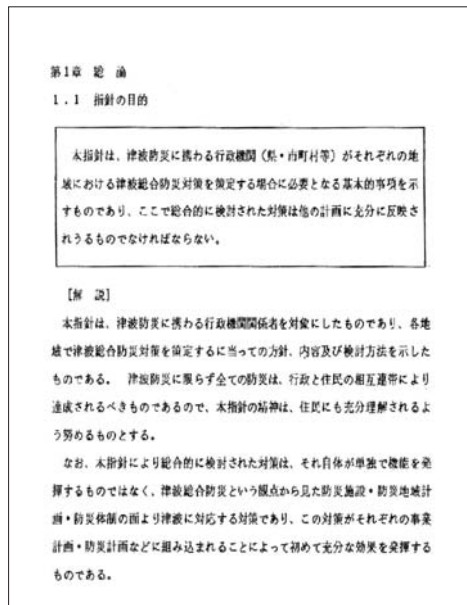 第1章 総 論
1.1 指針の目的
本指針は、津波防災に携わる行政機関（県・市町村等）がそれぞれの地
域における津波総合防災対策を策定する場合に必要となる基本的事項を示
すものであり、ここで総合的に検討された対策は他の計画に充分に反映さ
れうるものでなければならない。
[解 説]
本指針は、津波防災に携わる行政機関関係者を対象にしたものであり、各地
域で津波総合防災対策を策定するに当っての方針、内容及び検討方法を示した
ものである。 津波防災に限らず全ての防災は、行政と住民の相互連帯により
達成されるべきものであるので、本指針の精神は、住民にも充分理解されるよ
う努めるものとする。
なお、本指針により総合的に検討された対策は、それ自体が単独で機能を発
揮するものではなく、津波総合防災という観点から見た防災施設・防災地域計
画・防災体制の面より津波に対応する対策であり、この対策がそれぞれの事業
計画・防災計画などに組み込まれることによって初めて充分な効果を発揮する
ものである。